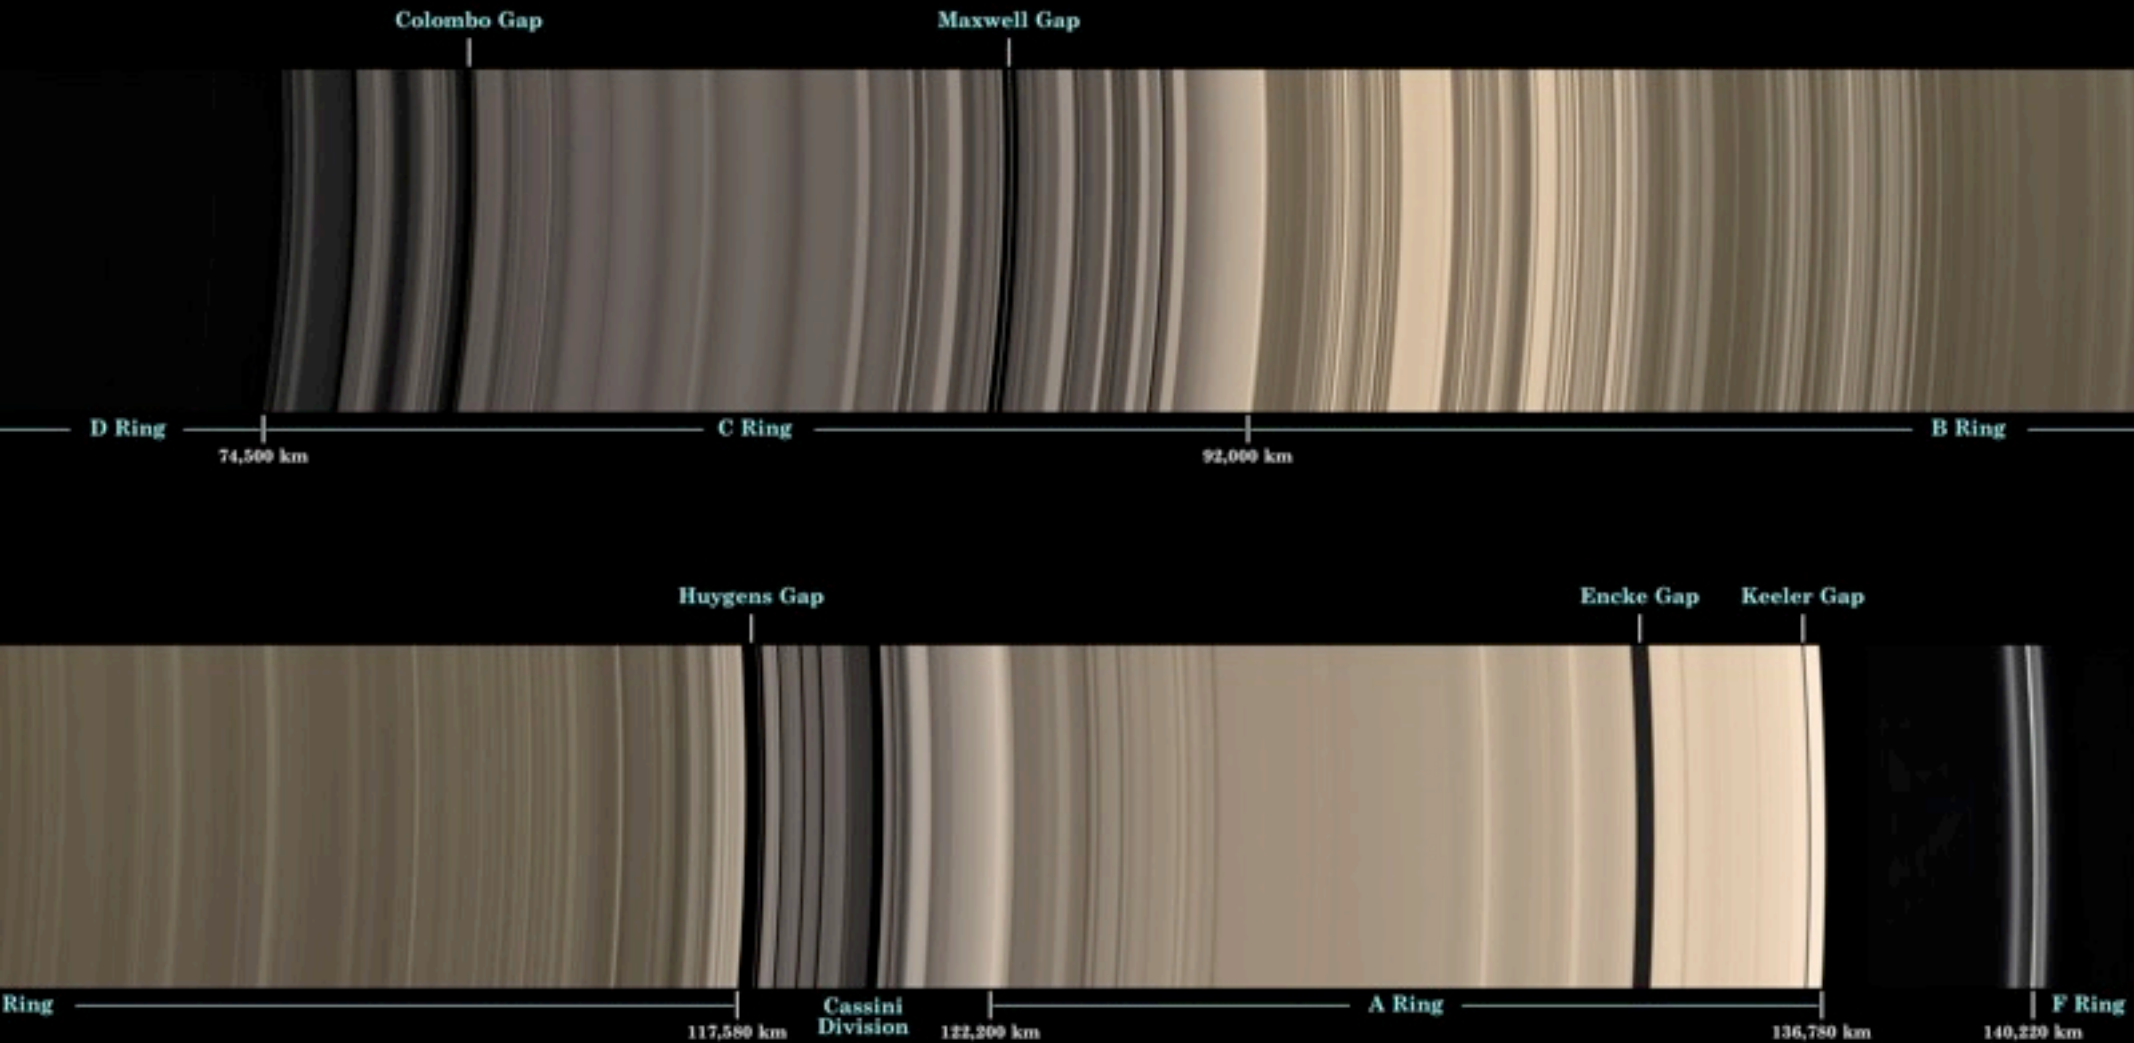 Colombo Gap
Maxwell Gap
D Ring
C Ring
B Ring
74,500 km
92,000 km
Huygens Gap
Encke Gap
Keeler Gap
Ring
Cassini
Division
A Ring
F Ring
117,580 km
122,200 km
136,780 km
140,220 km